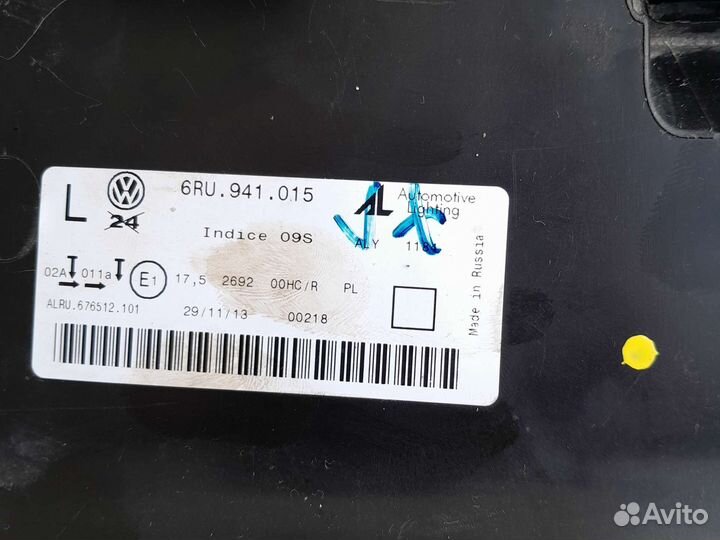 L 6RU.941.015 AL Automotive Lighting
24
Indice 09S ALY
02A 011a E1 17,5 2692 00HC/R PL
ALRU.676512.101 29/11/13 00218
Made in Russia
Avito